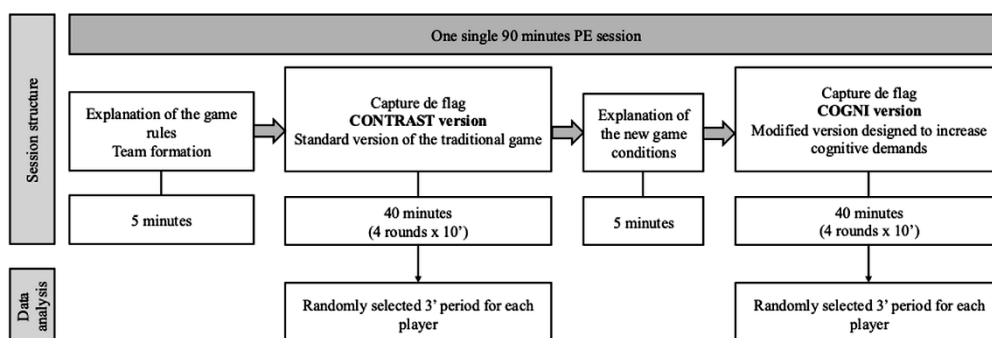 One single 90 minutes PE session
Session structure
Explanation of the game
rules
Team formation
Capture de flag
CONTRAST version
Standard version of the traditional game
Explanation of
the new game
conditions
Capture de flag
COGNI version
Modified version designed to increase
cognitive demands
5 minutes
40 minutes
(4 rounds x 10’)
5 minutes
40 minutes
(4 rounds x 10’)
Data
analysis
Randomly selected 3’ period for each
player
Randomly selected 3’ period for each
player